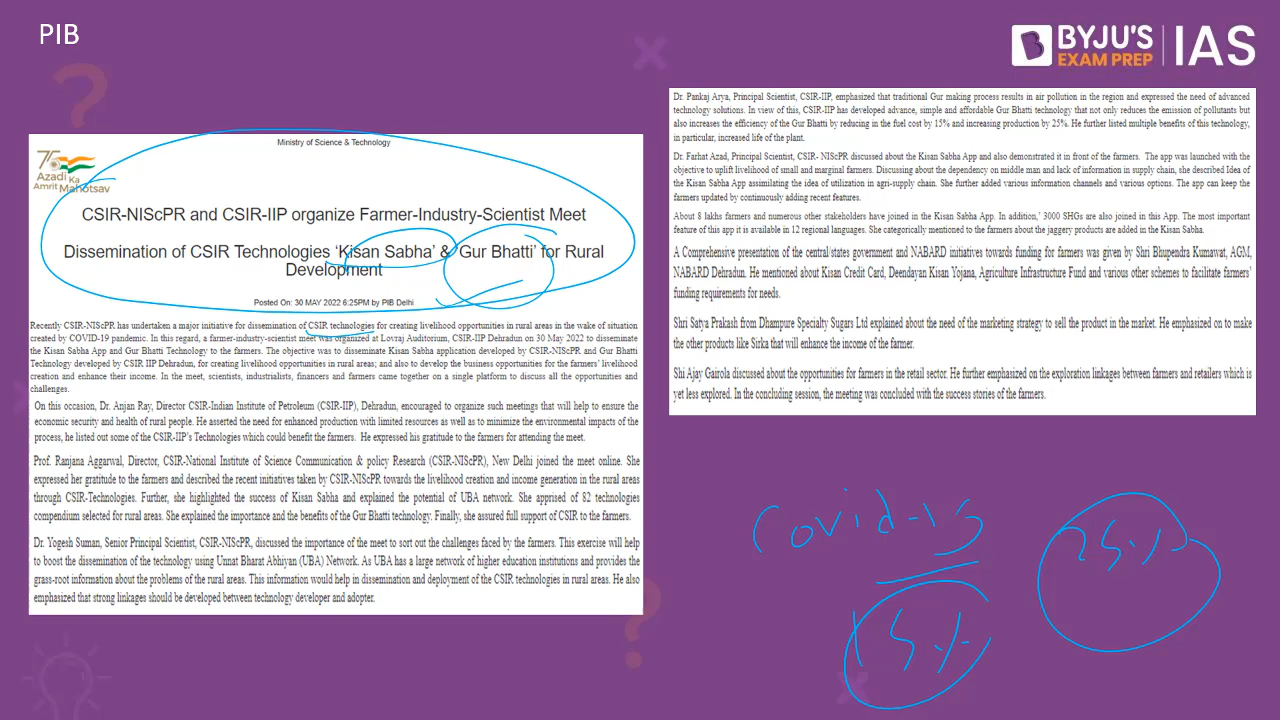 PIB
BYJU'S
EXAM PREP
IAS
Ministry of Science & Technology
75
Azadi Ka
Amrit Mahotsav
CSIR-NIScPR and CSIR-IIP organize Farmer-Industry-Scientist Meet
Dissemination of CSIR Technologies 'Kisan Sabha' & 'Gur Bhatti' for Rural
Development
Posted On: 30 MAY 2022 6:25PM by PIB Delhi
Recently CSIR-NIScPR has undertaken a major initiative for dissemination of CSIR technologies for creating livelihood opportunities in rural areas in the wake of situation
created by COVID-19 pandemic. In this regard, a farmer-industry-scientist meet was organized at Lovraj Auditorium, CSIR-IIP Dehradun on 30 May 2022 to disseminate
the Kisan Sabha App and Gur Bhatti Technology to the farmers. The objective was to disseminate Kisan Sabha application developed by CSIR-NIScPR and Gur Bhatti
Technology developed by CSIR IIP Dehradun, for creating livelihood opportunities in rural areas; and also to develop the business opportunities for the farmers' livelihood
creation and enhance their income. In the meet, scientists, industrialists, financers and farmers came together on a single platform to discuss all the opportunities and
challenges.
On this occasion, Dr. Anjan Ray, Director CSIR-Indian Institute of Petroleum (CSIR-IIP), Dehradun, encouraged to organize such meetings that will help to ensure the
economic security and health of rural people. He asserted the need for enhanced production with limited resources as well as to minimize the environmental impacts of the
process, he listed out some of the CSIR-IIP's Technologies which could benefit the farmers. He expressed his gratitude to the farmers for attending the meet.
Prof. Ranjana Aggarwal, Director, CSIR-National Institute of Science Communication & policy Research (CSIR-NIScPR), New Delhi joined the meet online. She
expressed her gratitude to the farmers and described the recent initiatives taken by CSIR-NIScPR towards the livelihood creation and income generation in the rural areas
through CSIR-Technologies. Further, she highlighted the success of Kisan Sabha and explained the potential of UBA network. She apprised of 82 technologies
compendium selected for rural areas. She explained the importance and the benefits of the Gur Bhatti technology. Finally, she assured full support of CSIR to the farmers.
Dr. Yogesh Suman, Senior Principal Scientist, CSIR-NIScPR, discussed the importance of the meet to sort out the challenges faced by the farmers. This exercise will help
to boost the dissemination of the technology using Unnat Bharat Abhiyan (UBA) Network. As UBA has a large network of higher education institutions and provides the
grass-root information about the problems of the rural areas. This information would help in dissemination and deployment of the CSIR technologies in rural areas. He also
emphasized that strong linkages should be developed between technology developer and adopter.
Dr. Pankaj Arya, Principal Scientist, CSIR-IIP, emphasized that traditional Gur making process results in air pollution in the region and expressed the need of advanced
technology solutions. In view of this, CSIR-IIP has developed advance, simple and affordable Gur Bhatti technology that not only reduces the emission of pollutants but
also increases the efficiency of the Gur Bhatti by reducing in the fuel cost by 15% and increasing production by 25%. He further listed multiple benefits of this technology,
in particular, increased life of the plant.
Dr. Farhat Azad, Principal Scientist, CSIR- NIScPR discussed about the Kisan Sabha App and also demonstrated it in front of the farmers. The app was launched with the
objective to uplift livelihood of small and marginal farmers. Discussing about the dependency on middle man and lack of information in supply chain, she described Idea of
the Kisan Sabha App assimilating the idea of utilization in agri-supply chain. She further added various information channels and various options. The app can keep the
farmers updated by continously adding recent features.
About 8 lakhs farmers and numerous other stakeholders have joined in the Kisan Sabha App. In addition,' 3000 SHGs are also joined in this App. The most important
feature of this app it is available in 12 regional languages. She categorically mentioned to the farmers about the jaggery products are added in the Kisan Sabha.
A Comprehensive presentation of the central/states government and NABARD initiatives towards funding for farmers was given by Shri Bhupendra Kumawat, AGM,
NABARD Dehradun. He mentioned about Kisan Credit Card, Deendayan Kisan Yojana, Agriculture Infrastructure Fund and various other schemes to facilitate farmers'
funding requirements for needs.
Shri Satya Prakash from Dhampure Specialty Sugars Ltd explained about the need of the marketing strategy to sell the product in the market. He emphasized on to make
the other products like Sirka that will enhance the income of the farmer.
Shi Ajay Gairola discussed about the opportunities for farmers in the retail sector. He further emphasized on the exploration linkages between farmers and retailers which is
yet less explored. In the concluding session, the meeting was concluded with the success stories of the farmers.
Covid-19
15%
25%